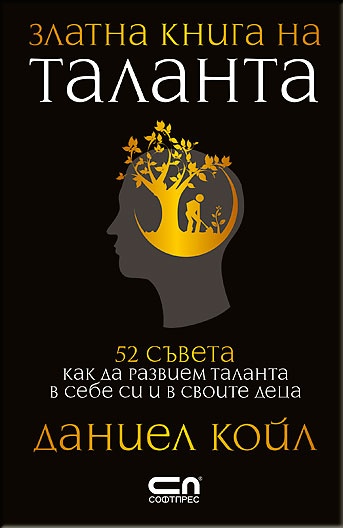 ЗЛАТНА КНИГА НА
ТАЛАНТА
52 СЪВЕТА
КАК ДА РАЗВИЕМ ТАЛАНТА
В СЕБЕ СИ И В СВОИТЕ ДЕЦА
ДАНИЕЛ КОЙЛ
СП®
СОФТПРЕС